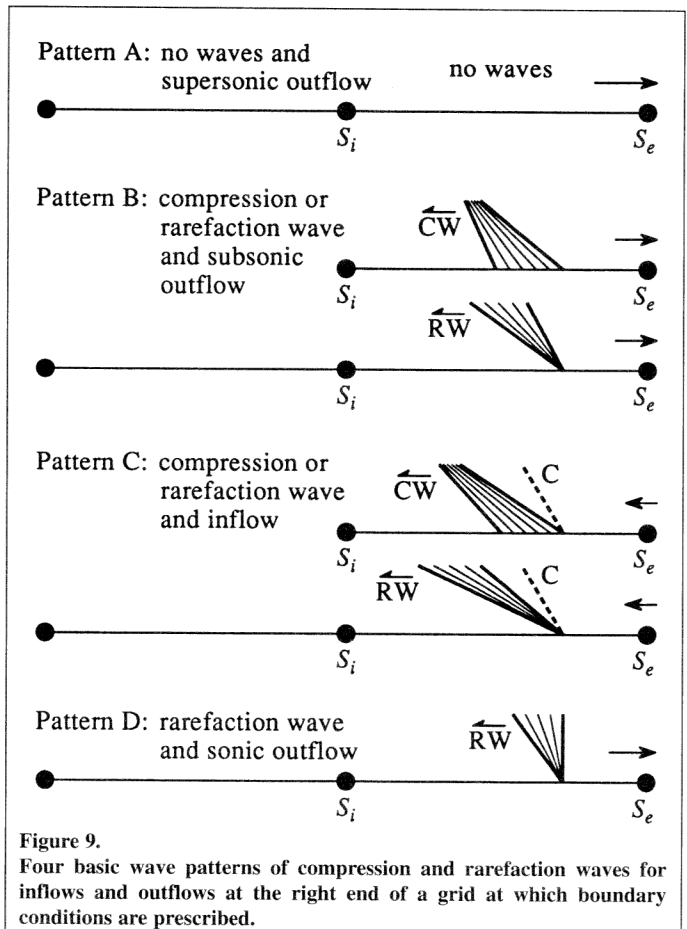 Pattern A: no waves and
supersonic outflow
no waves
S_i
S_e
Pattern B: compression or
rarefaction wave
and subsonic
outflow
CW
S_i
S_e
RW
S_i
S_e
Pattern C: compression or
rarefaction wave
and inflow
CW
C
S_i
S_e
RW
C
S_i
S_e
Pattern D: rarefaction wave
and sonic outflow
RW
S_i
S_e
Figure 9.
Four basic wave patterns of compression and rarefaction waves for
inflows and outflows at the right end of a grid at which boundary
conditions are prescribed.